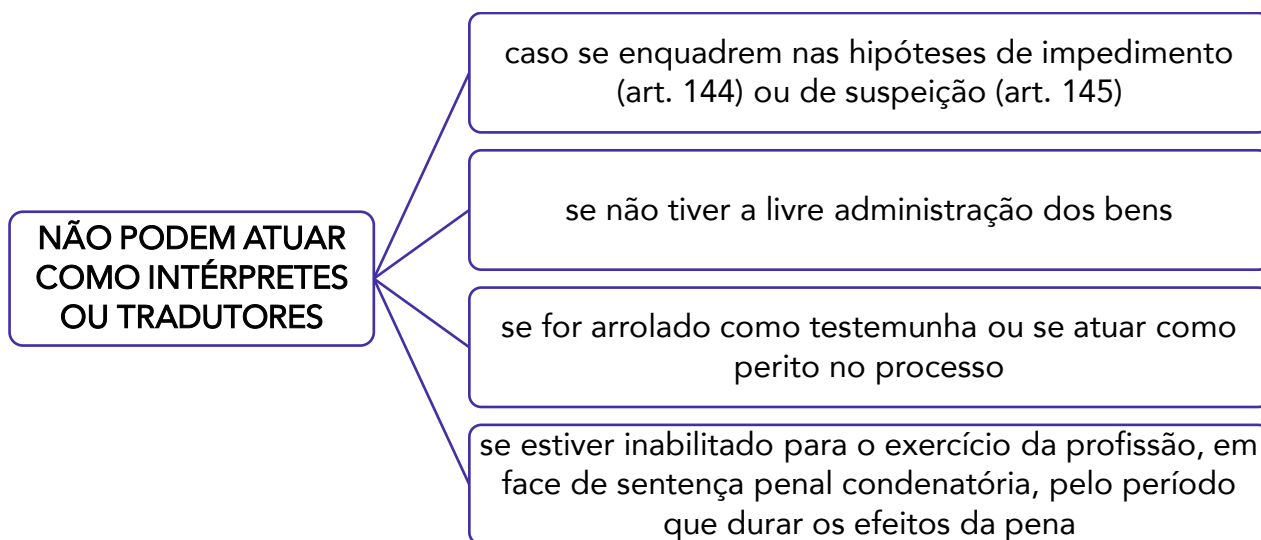 NÃO PODEM ATUAR
COMO INTÉRPRETES
OU TRADUTORES
caso se enquadrem nas hipóteses de impedimento
(art. 144) ou de suspeição (art. 145)
se não tiver a livre administração dos bens
se for arrolado como testemunha ou se atuar como
perito no processo
se estiver inabilitado para o exercício da profissão, em
face de sentença penal condenatória, pelo período
que durar os efeitos da pena